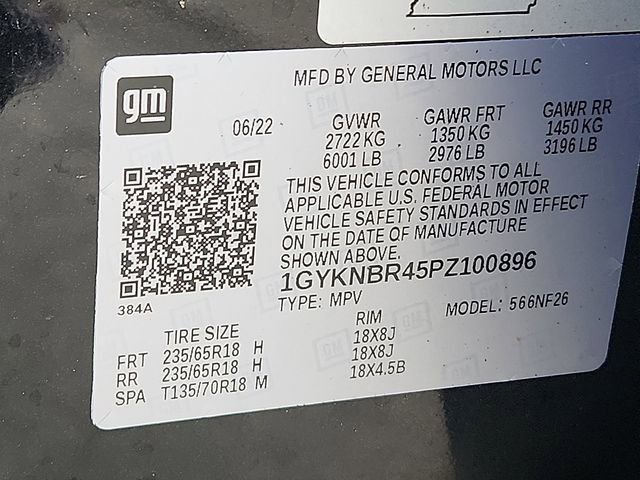 gm
MFD BY GENERAL MOTORS LLC
06/22 GVWR GAWR FRT GAWR RR
2722 KG 1350 KG 1450 KG
6001 LB 2976 LB 3196 LB
THIS VEHICLE CONFORMS TO ALL
APPLICABLE U.S. FEDERAL MOTOR
VEHICLE SAFETY STANDARDS IN EFFECT
ON THE DATE OF MANUFACTURE
SHOWN ABOVE.
1GYKNBR45PZ100896
384A
TYPE: MPV MODEL: 566NF26
TIRE SIZE RIM
FRT 235/65R18 H 18X8J
RR 235/65R18 H 18X8J
SPA T135/70R18 M 18X4.5B